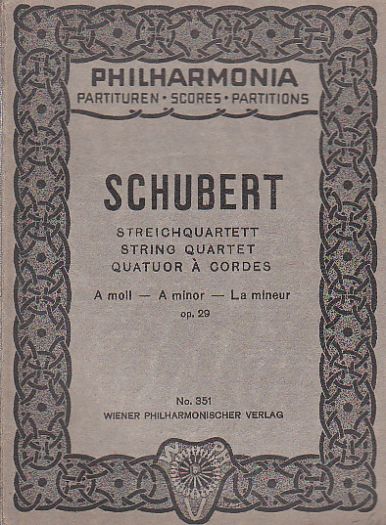 PHILHARMONIA
PARTITUREN • SCORES • PARTITIONS
SCHUBERT
STREICHQUARTETT
STRING QUARTET
QUATUOR À CORDES
A moll — A minor — La mineur
op. 29
No. 351
WIENER PHILHARMONISCHER VERLAG